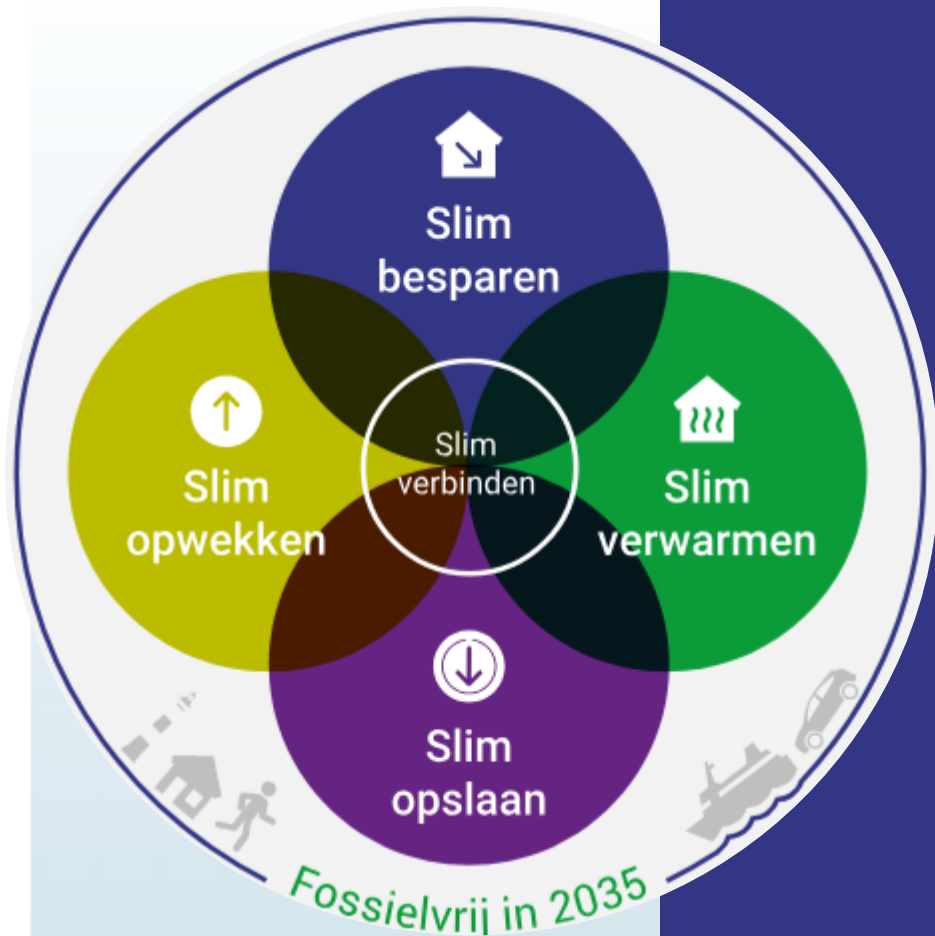 Slim
besparen
Slim
opwekken
Slim
verbinden
Slim
verwarmen
Slim
opslaan
Fossielvrij in 2035